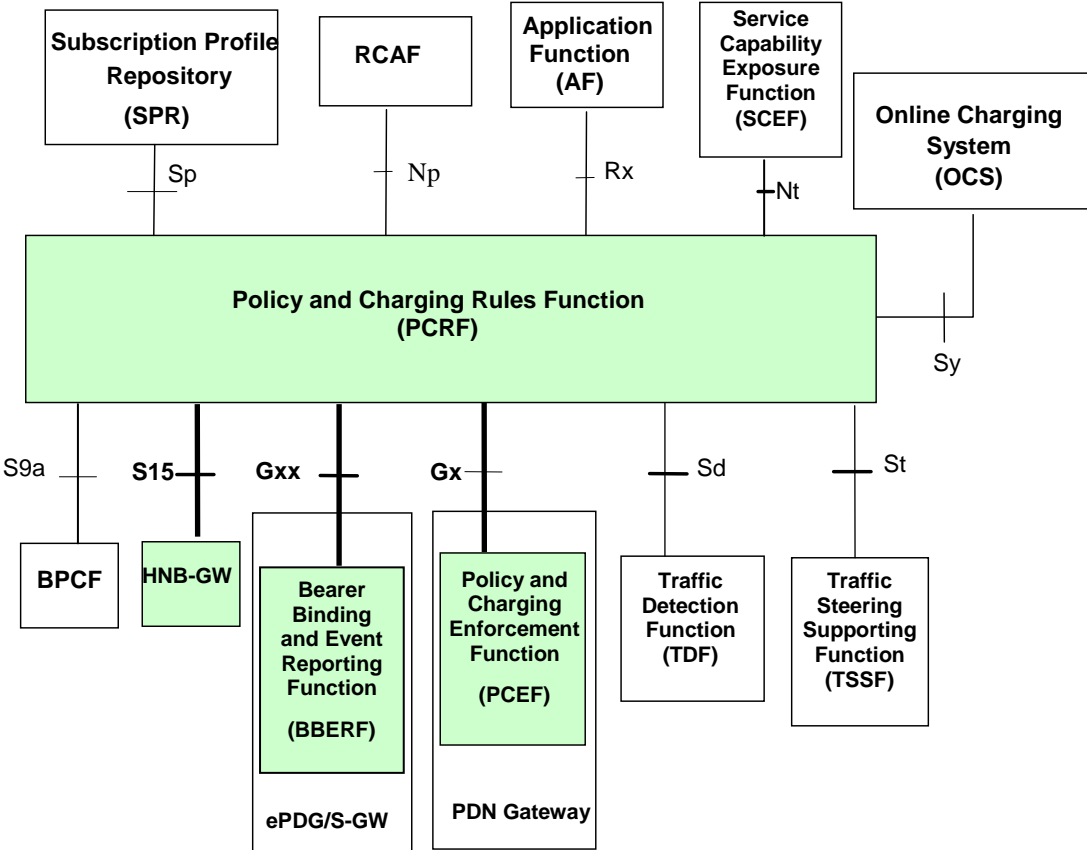 Subscription Profile
Repository
(SPR)
RCAF
Application
Function
(AF)
Service
Capability
Exposure
Function
(SCEF)
Online Charging
System
(OCS)
Sp
Np
Rx
Nt
Sy
Policy and Charging Rules Function
(PCRF)
S9a
S15
Gxx
Gx
Sd
St
BPCF
HNB-GW
Bearer
Binding
and Event
Reporting
Function
(BBERF)
ePDG/S-GW
Policy and
Charging
Enforcement
Function
(PCEF)
PDN Gateway
Traffic
Detection
Function
(TDF)
Traffic
Steering
Supporting
Function
(TSSF)